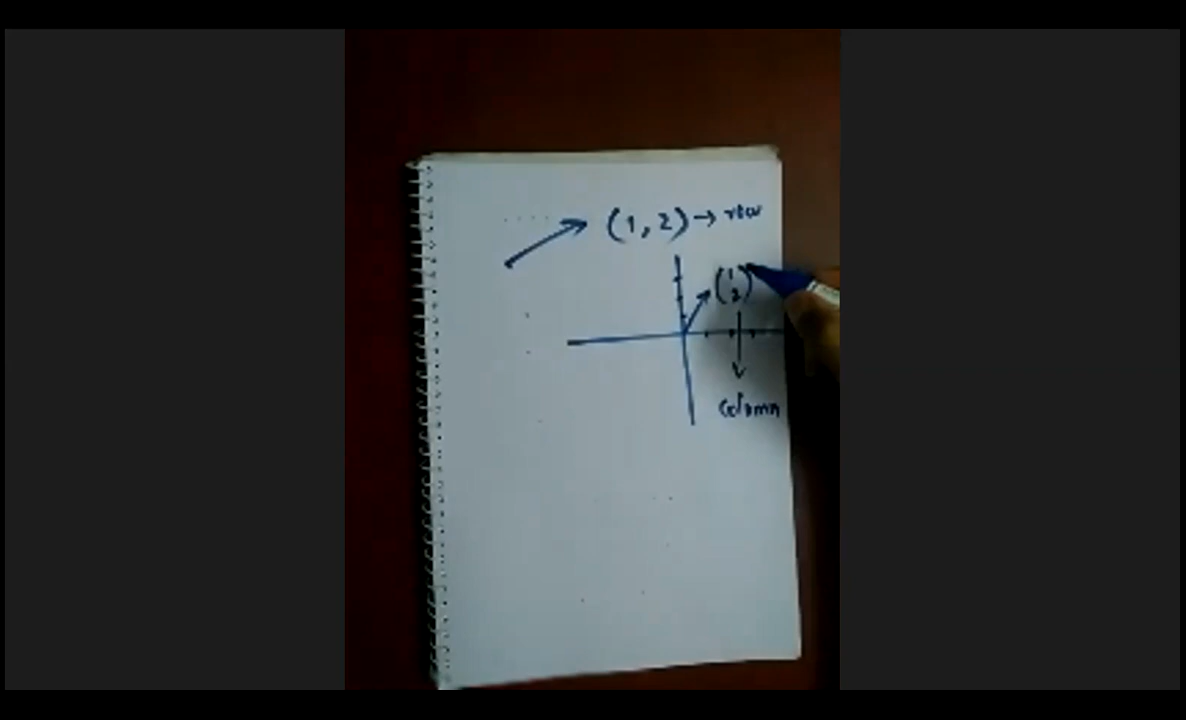 (1, 2) → row
(1
2)
column